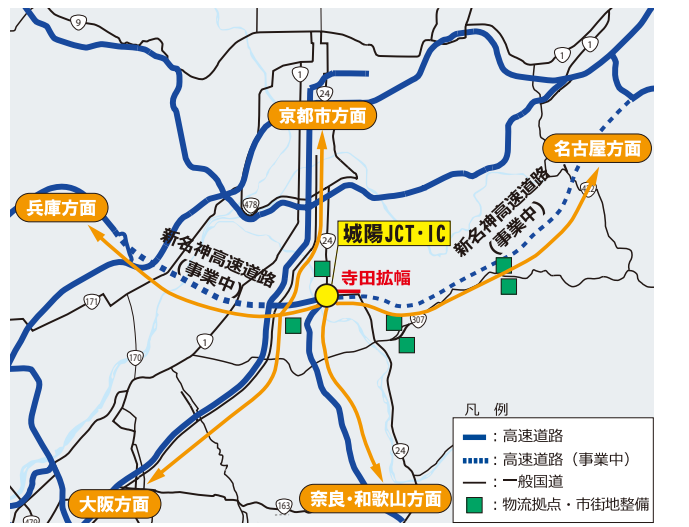 9
1
1
1
24
京都市方面
名古屋方面
422
兵庫方面
478
新名神高速道路
(事業中)
24
城陽JCT・IC
新名神高速道路
(事業中)
寺田拡幅
171
307
1
170
凡 例
：高速道路
：高速道路（事業中）
：一般国道
：物流拠点・市街地整備
24
大阪方面
163
奈良・和歌山方面
479